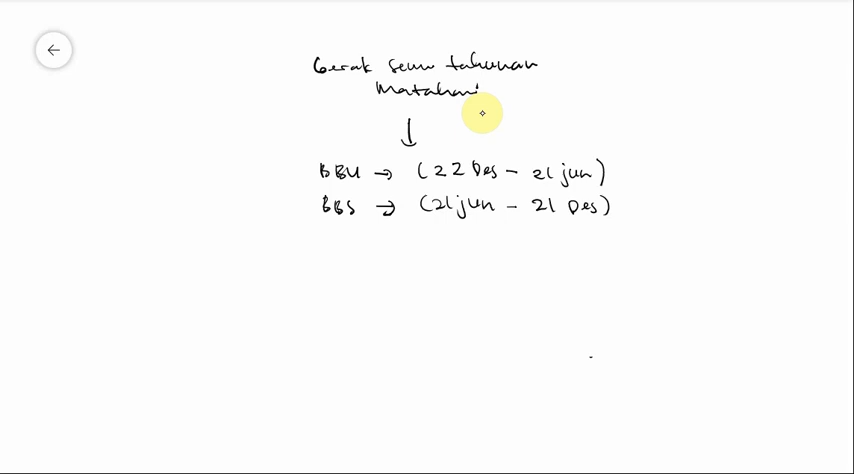 Gerak semu tahunan
Matahari
↓
BBU → (22 Des - 21 jun)
BBS → (21 jun - 21 Des)